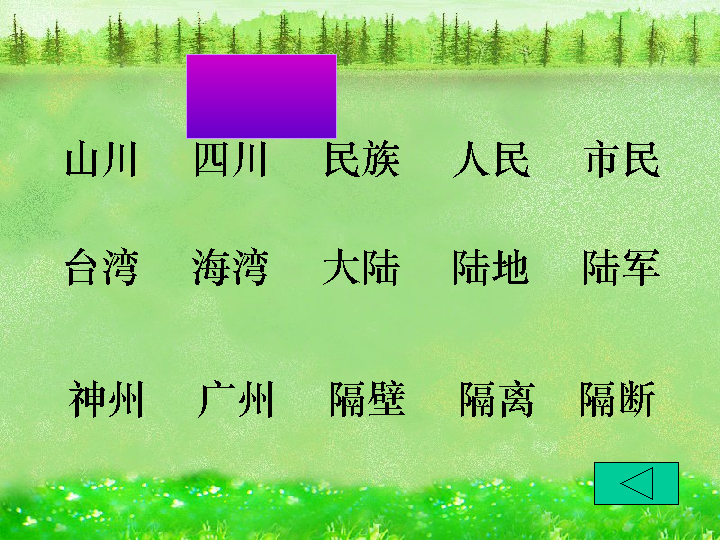 山川 四川 民族 人民 市民
台湾 海湾 大陆 陆地 陆军
神州 广州 隔壁 隔离 隔断